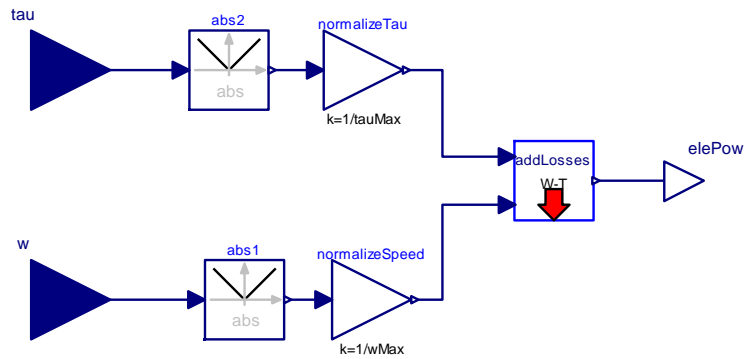 tau
abs2
normalizeTau
abs
k=1/tauMax
elePow
addLosses
W-T
w
abs1
normalizeSpeed
abs
k=1/wMax